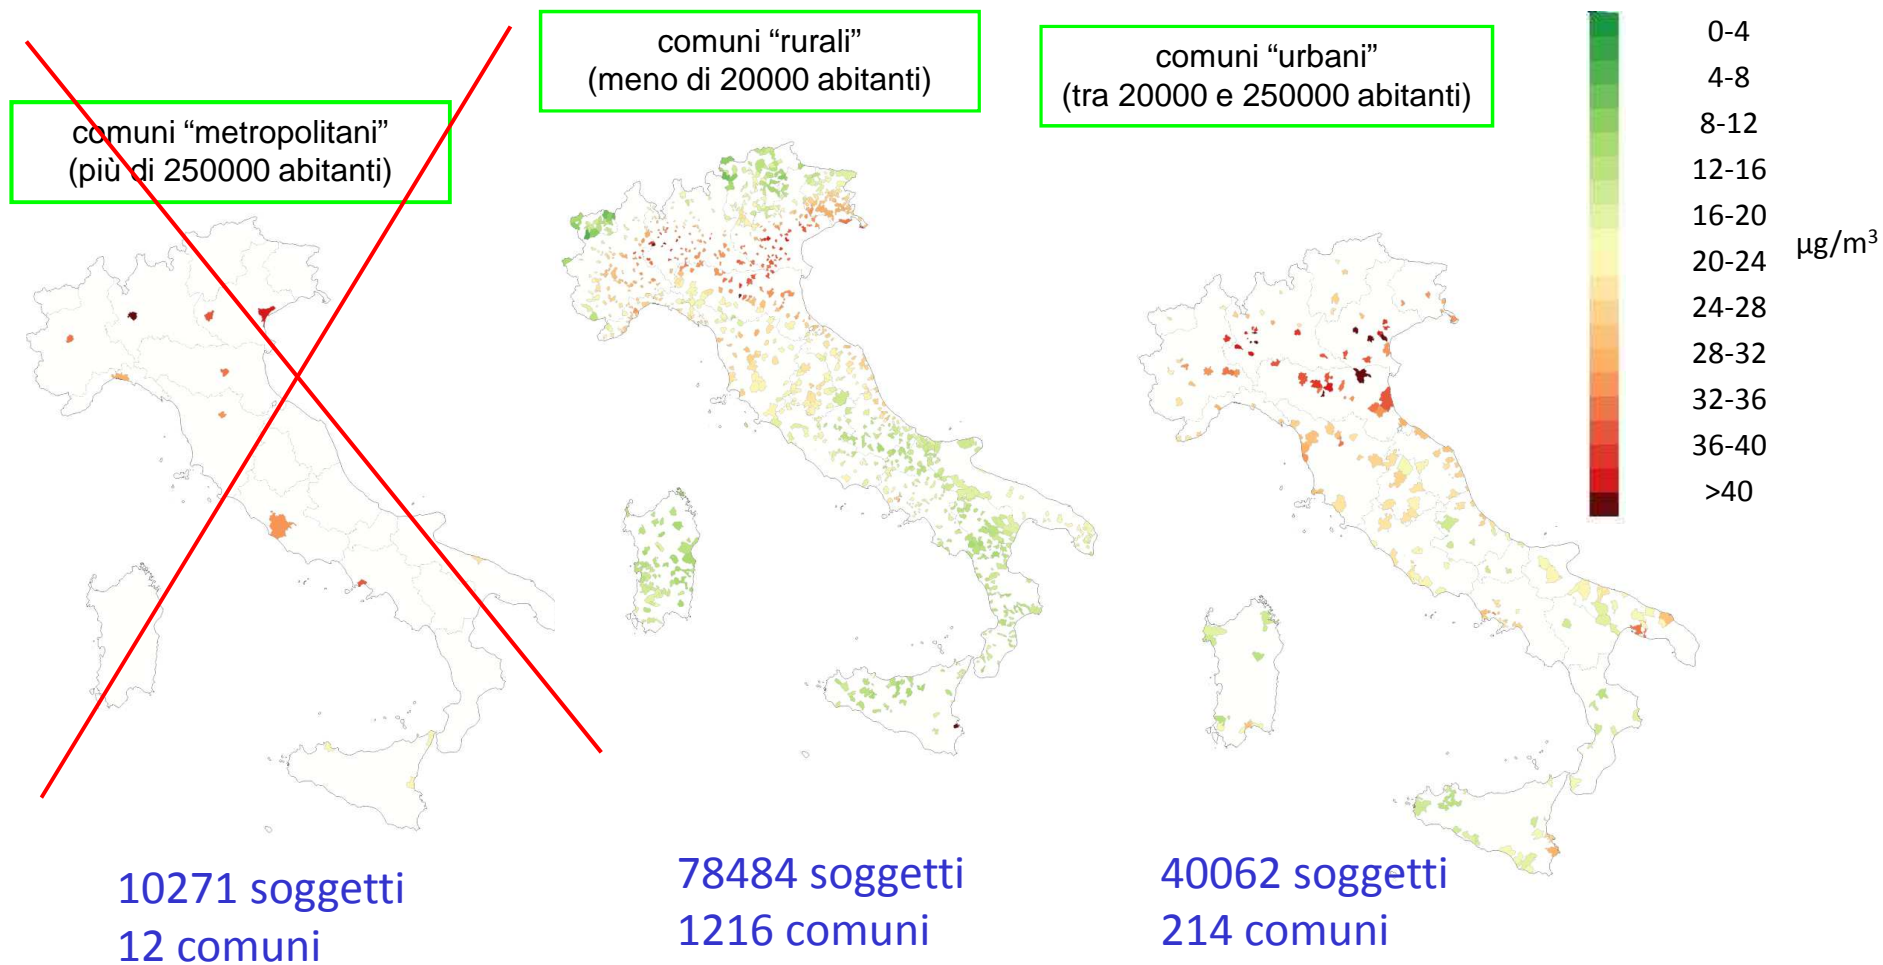 comuni “metropolitani”
(più di 250000 abitanti)
10271 soggetti
12 comuni
comuni “rurali”
(meno di 20000 abitanti)
78484 soggetti
1216 comuni
comuni “urbani”
(tra 20000 e 250000 abitanti)
40062 soggetti
214 comuni
0-4
4-8
8-12
12-16
16-20
20-24
24-28
28-32
32-36
36-40
>40
µg/m³